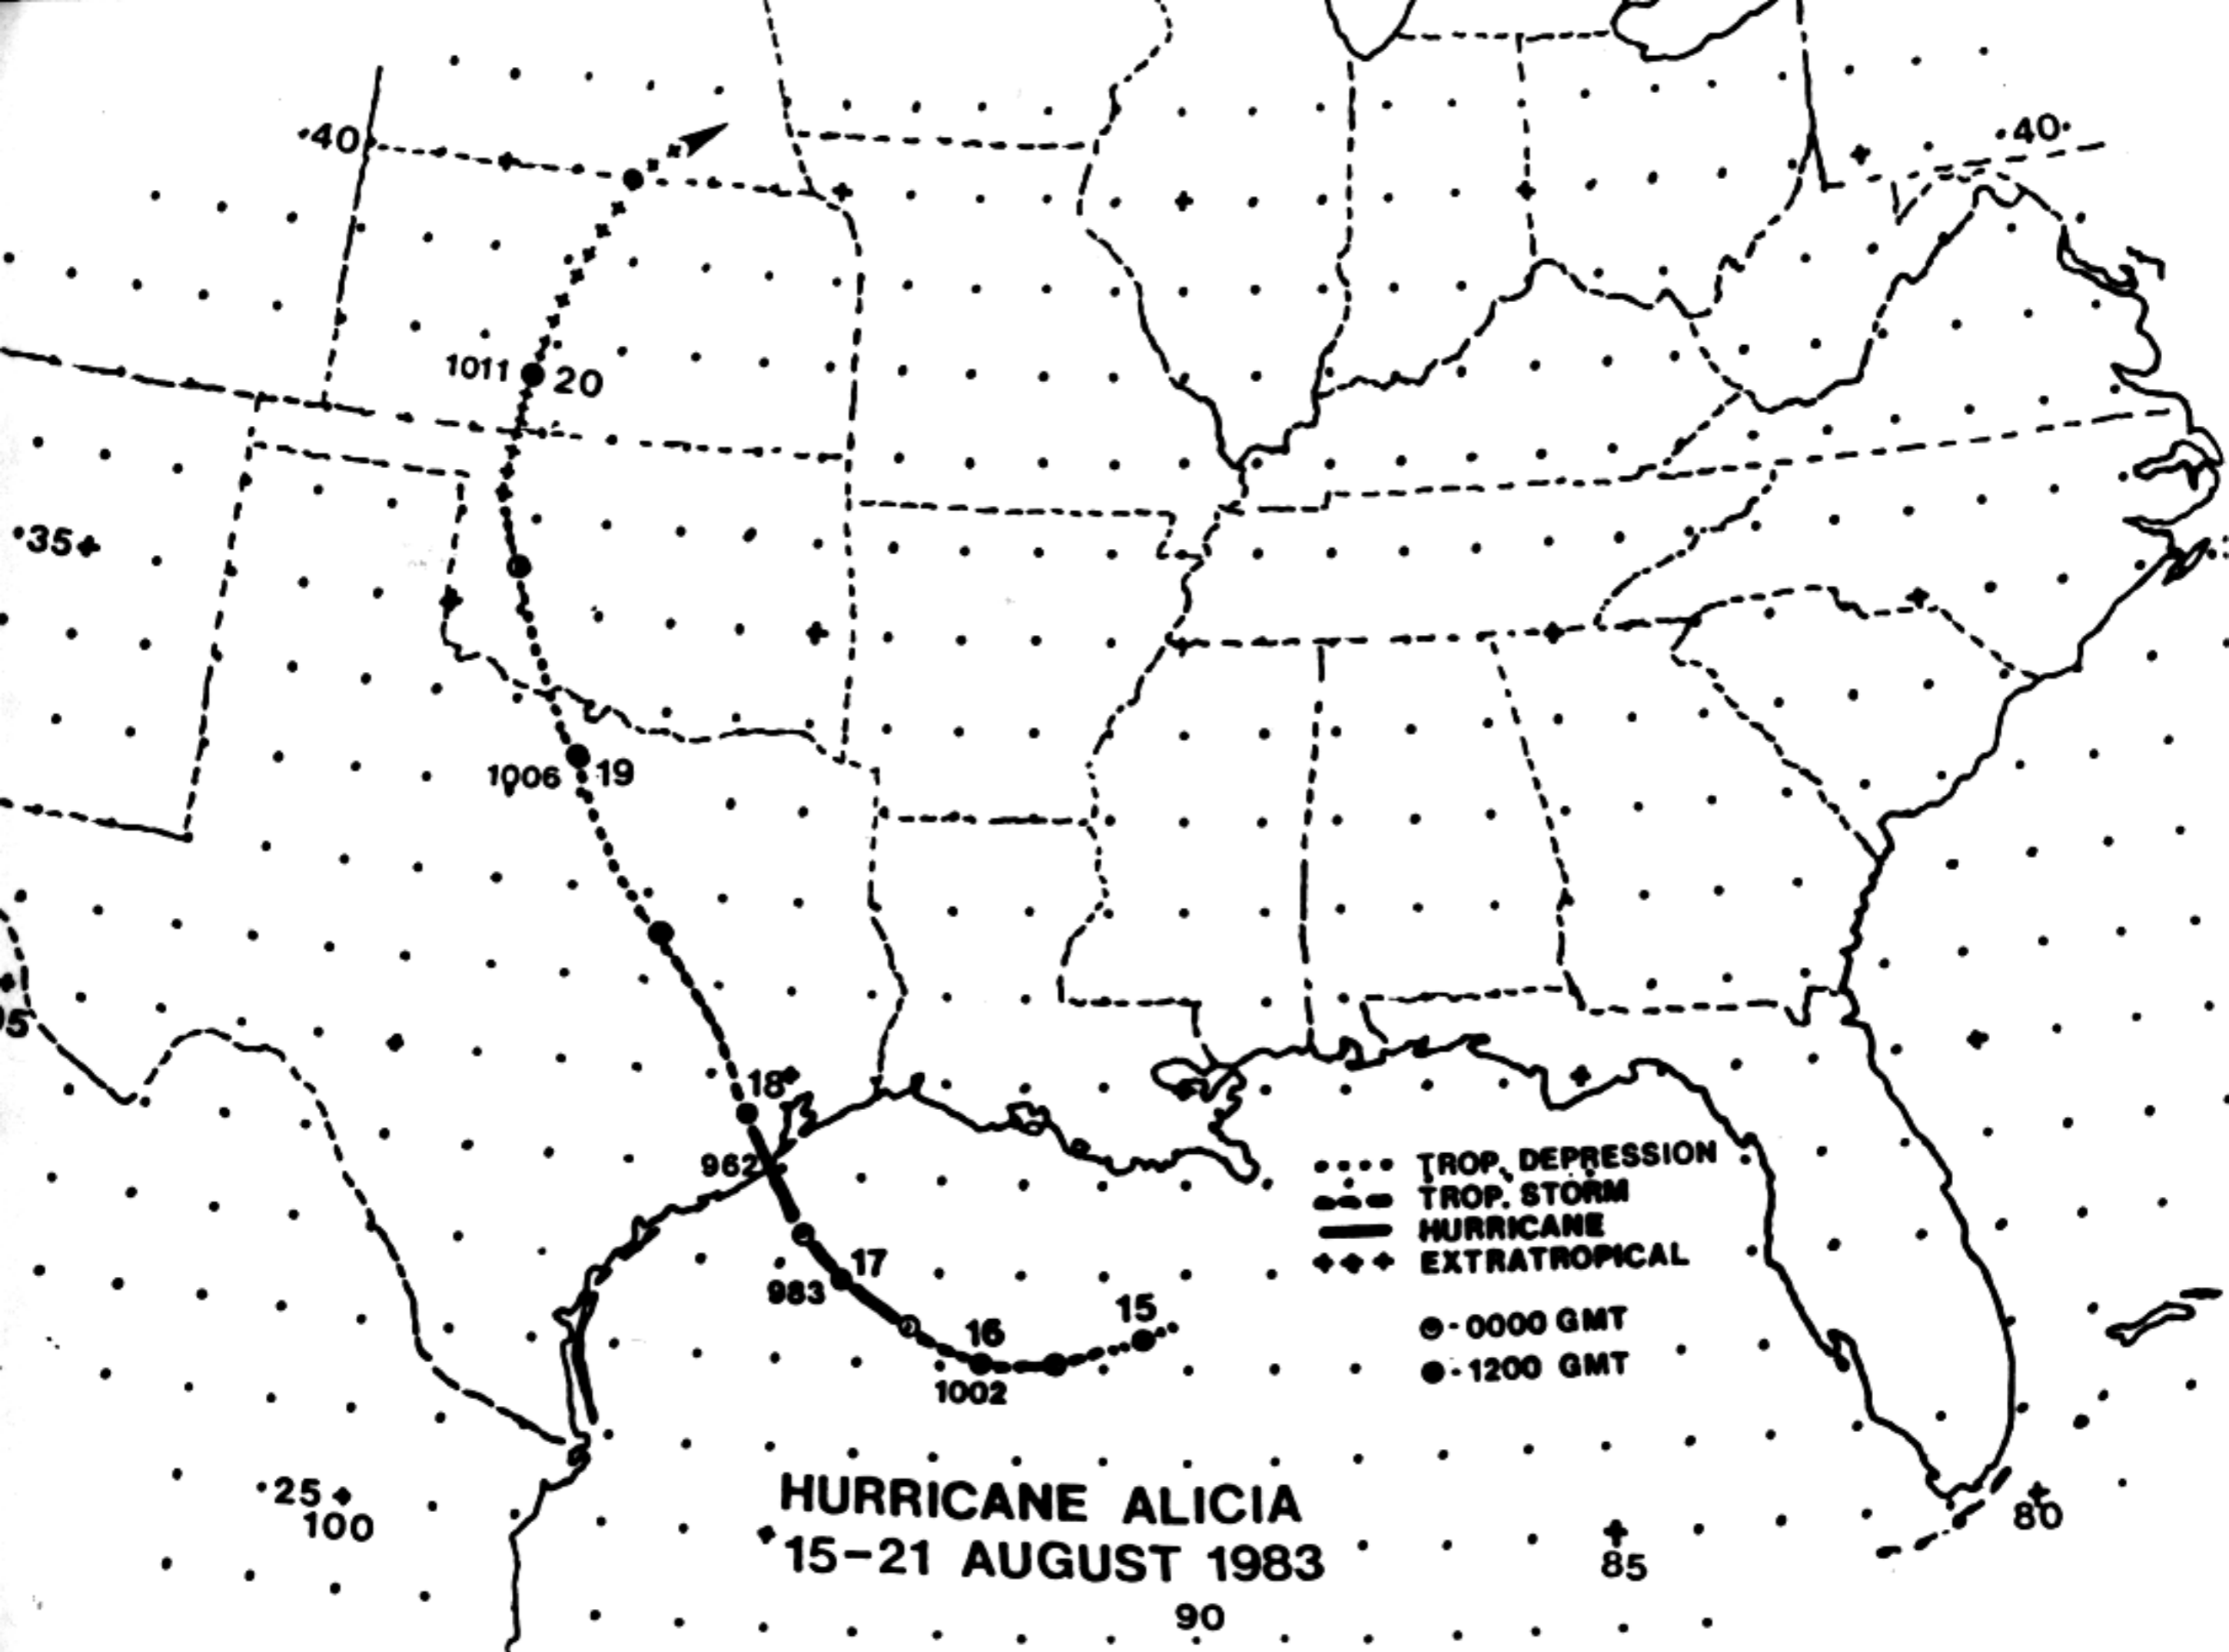 40
40
1011 20
35
1006 19
5
18
962
17
983
15
16
1002
TROP. DEPRESSION
TROP. STORM
HURRICANE
EXTRATROPICAL
-0000 GMT
-1200 GMT
25
100
80
HURRICANE ALICIA
15-21 AUGUST 1983
85
90